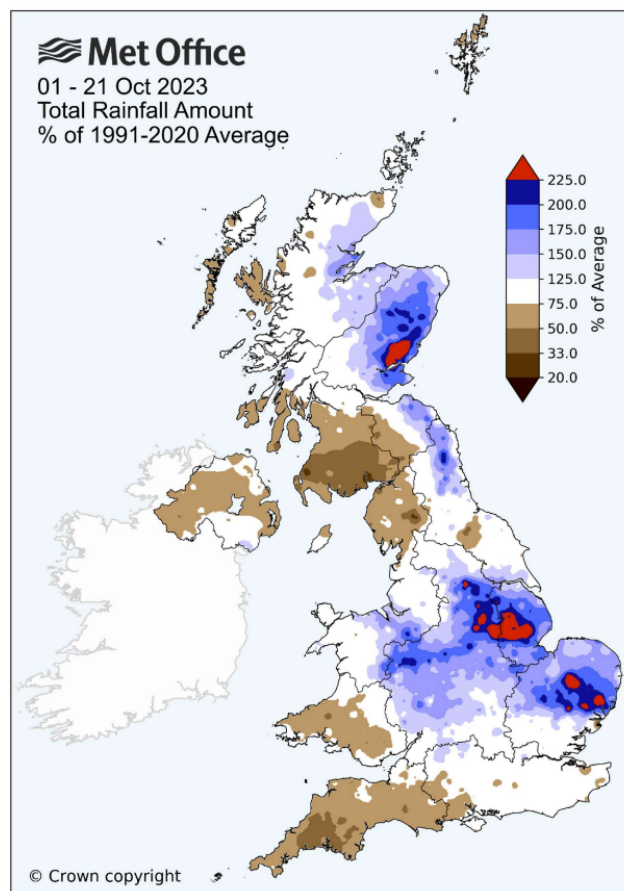 Met Office
01 - 21 Oct 2023
Total Rainfall Amount
% of 1991-2020 Average
225.0
200.0
175.0
150.0
125.0
75.0
50.0
33.0
20.0
% of Average
© Crown copyright